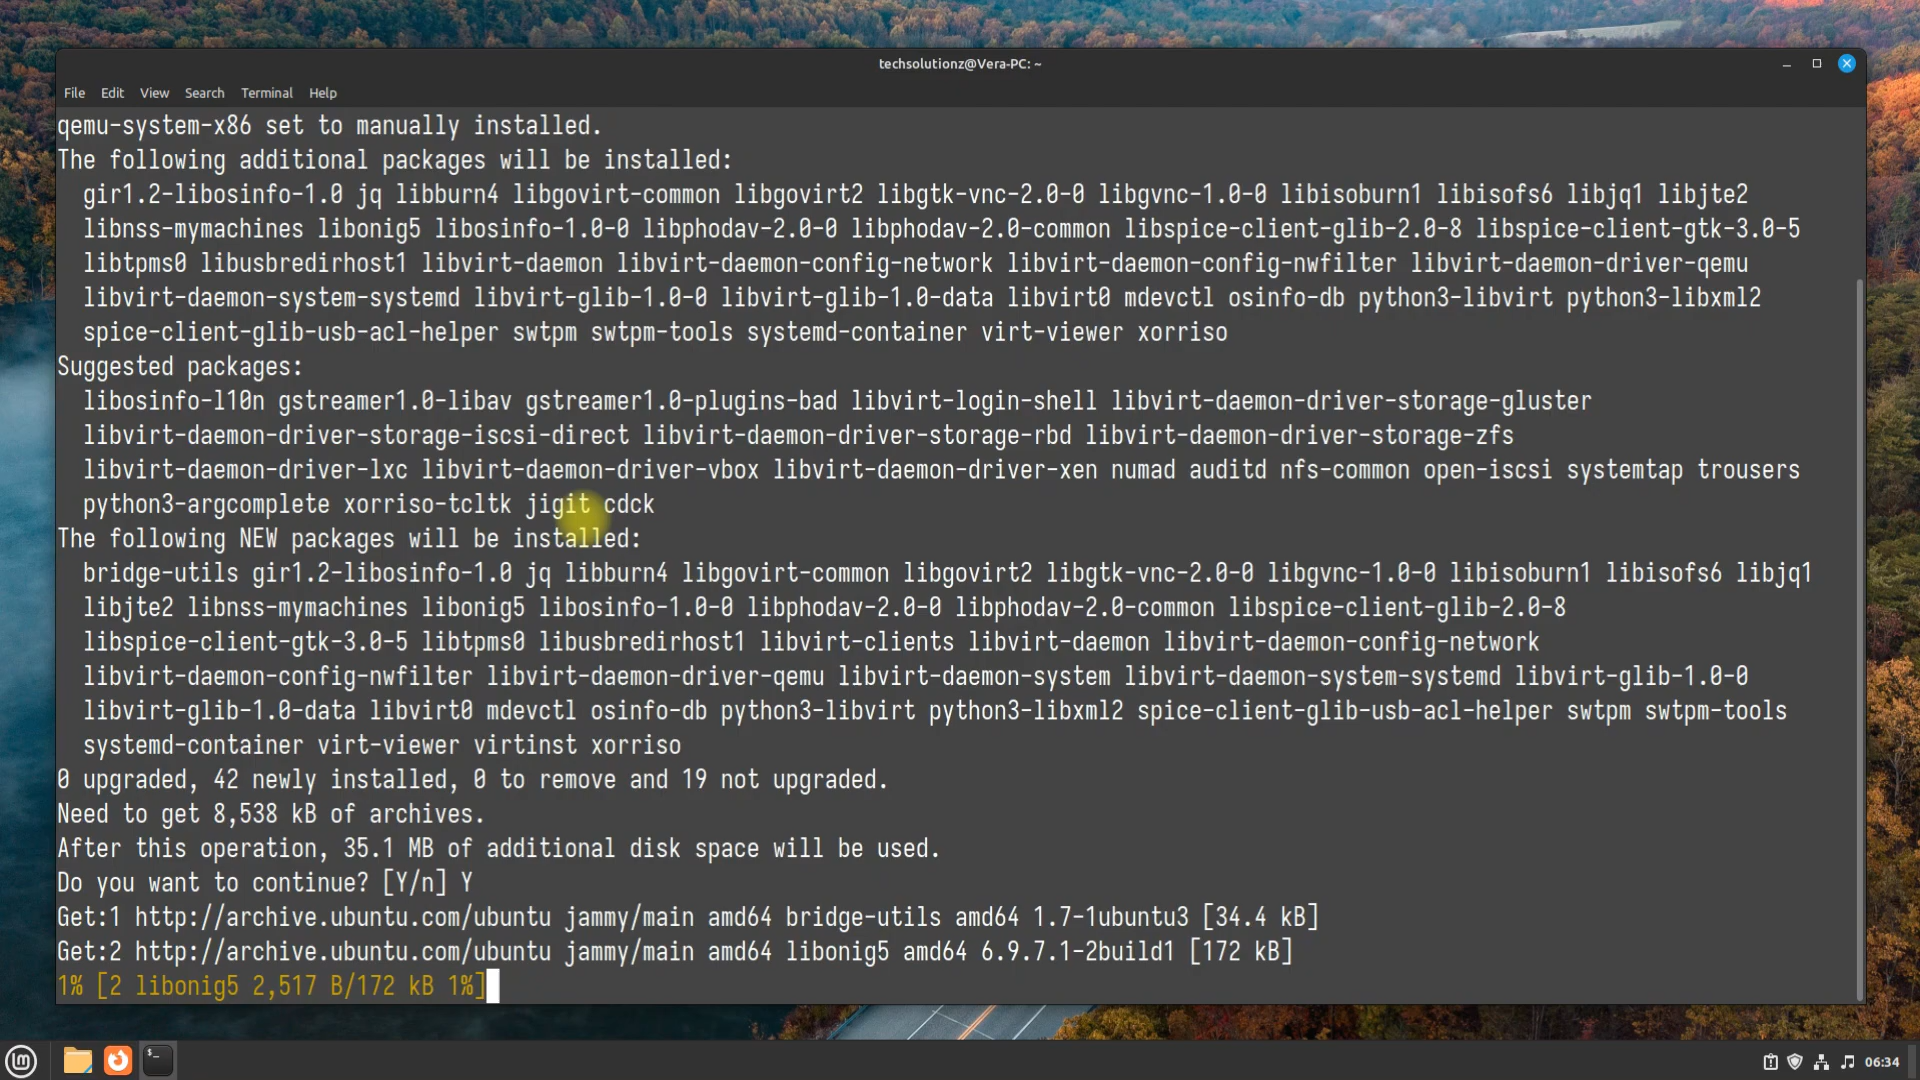 techsolutionz@Vera-PC: ~
File Edit View Search Terminal Help
qemu-system-x86 set to manually installed.
The following additional packages will be installed:
gir1.2-libosinfo-1.0 jq libburn4 libgovirt-common libgovirt2 libgtk-vnc-2.0-0 libgvnc-1.0-0 libisoburn1 libisofs6 libjq1 libjte2
libnss-mymachines libonig5 libosinfo-1.0-0 libphodav-2.0-0 libphodav-2.0-common libspice-client-glib-2.0-8 libspice-client-gtk-3.0-5
libtpms0 libusbredirhost1 libvirt-daemon libvirt-daemon-config-network libvirt-daemon-config-nwfilter libvirt-daemon-driver-qemu
libvirt-daemon-system-systemd libvirt-glib-1.0-0 libvirt-glib-1.0-data libvirt0 mdevctl osinfo-db python3-libvirt python3-libxml2
spice-client-glib-usb-acl-helper swtpm swtpm-tools systemd-container virt-viewer xorriso
Suggested packages:
libosinfo-l10n gstreamer1.0-libav gstreamer1.0-plugins-bad libvirt-login-shell libvirt-daemon-driver-storage-gluster
libvirt-daemon-driver-storage-iscsi-direct libvirt-daemon-driver-storage-rbd libvirt-daemon-driver-storage-zfs
libvirt-daemon-driver-lxc libvirt-daemon-driver-vbox libvirt-daemon-driver-xen numad auditd nfs-common open-iscsi systemtap trousers
python3-argcomplete xorriso-tcltk jigit cdck
The following NEW packages will be installed:
bridge-utils gir1.2-libosinfo-1.0 jq libburn4 libgovirt-common libgovirt2 libgtk-vnc-2.0-0 libgvnc-1.0-0 libisoburn1 libisofs6 libjq1
libjte2 libnss-mymachines libonig5 libosinfo-1.0-0 libphodav-2.0-0 libphodav-2.0-common libspice-client-glib-2.0-8
libspice-client-gtk-3.0-5 libtpms0 libusbredirhost1 libvirt-clients libvirt-daemon libvirt-daemon-config-network
libvirt-daemon-config-nwfilter libvirt-daemon-driver-qemu libvirt-daemon-system libvirt-daemon-system-systemd libvirt-glib-1.0-0
libvirt-glib-1.0-data libvirt0 mdevctl osinfo-db python3-libvirt python3-libxml2 spice-client-glib-usb-acl-helper swtpm swtpm-tools
systemd-container virt-viewer virtinst xorriso
0 upgraded, 42 newly installed, 0 to remove and 19 not upgraded.
Need to get 8,538 kB of archives.
After this operation, 35.1 MB of additional disk space will be used.
Do you want to continue? [Y/n] Y
Get:1 http://archive.ubuntu.com/ubuntu jammy/main amd64 bridge-utils amd64 1.7-1ubuntu3 [34.4 kB]
Get:2 http://archive.ubuntu.com/ubuntu jammy/main amd64 libonig5 amd64 6.9.7.1-2build1 [172 kB]
1% [2 libonig5 2,517 B/172 kB 1%]
06:34